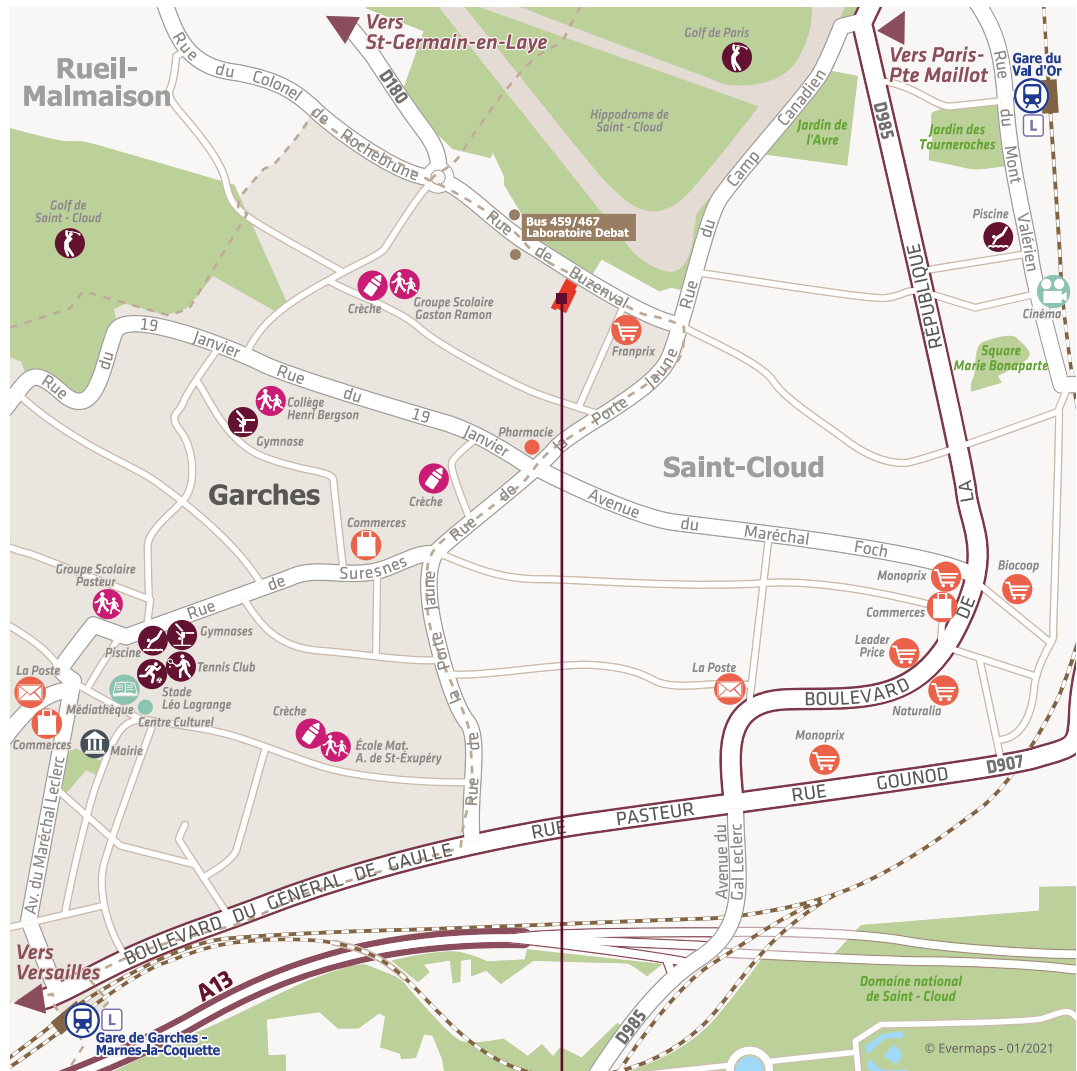 Vers
St-Germain-en-Laye
Golf de Paris
Vers Paris-
Pte Maillot
Gare du
Val d'Or
L
Rueil-
Malmaison
Rue du Colonel de Rochebrune
D180
Hippodrome de
Saint - Cloud
Rue du Camp Canadien
Jardin de
l'Avre
D985
Jardin des
Tourneroches
Rue du Mont Valérien
Golf de
Saint - Cloud
Bus 459/467
Laboratoire Debat
Rue de Buzenval
Piscine
Cinéma
Crèche
Groupe Scolaire
Gaston Ramon
Franprix
Square
Marie Bonaparte
Rue du 19 Janvier
Rue du 19 Janvier
Collège
Henri Bergson
Gymnase
Pharmacie
Rue de la Porte Jaune
Saint-Cloud
Garches
Crèche
Commerces
Avenue du Maréchal Foch
BOULEVARD DE LA REPUBLIQUE
Groupe Scolaire
Pasteur
Rue de Suresnes
Monoprix
Biocoop
Commerces
Leader
Price
Naturalia
Gymnases
Piscine
Tennis Club
Stade
Léo Lagrange
La Poste
Médiathèque
Centre Culturel
Commerces
Mairie
Crèche
École Mat.
A. de St-Éxupéry
Rue de la Porte Jaune
La Poste
Monoprix
D907
RUE GOUNOD
RUE PASTEUR
BOULEVARD DU GÉNÉRAL DE GAULLE
Av. du Maréchal Leclerc
Avenue du
Gal Leclerc
Vers
Versailles
A13
L
Gare de Garches -
Marnes-la-Coquette
D985
Domaine national
de Saint - Cloud
© Evermaps - 01/2021